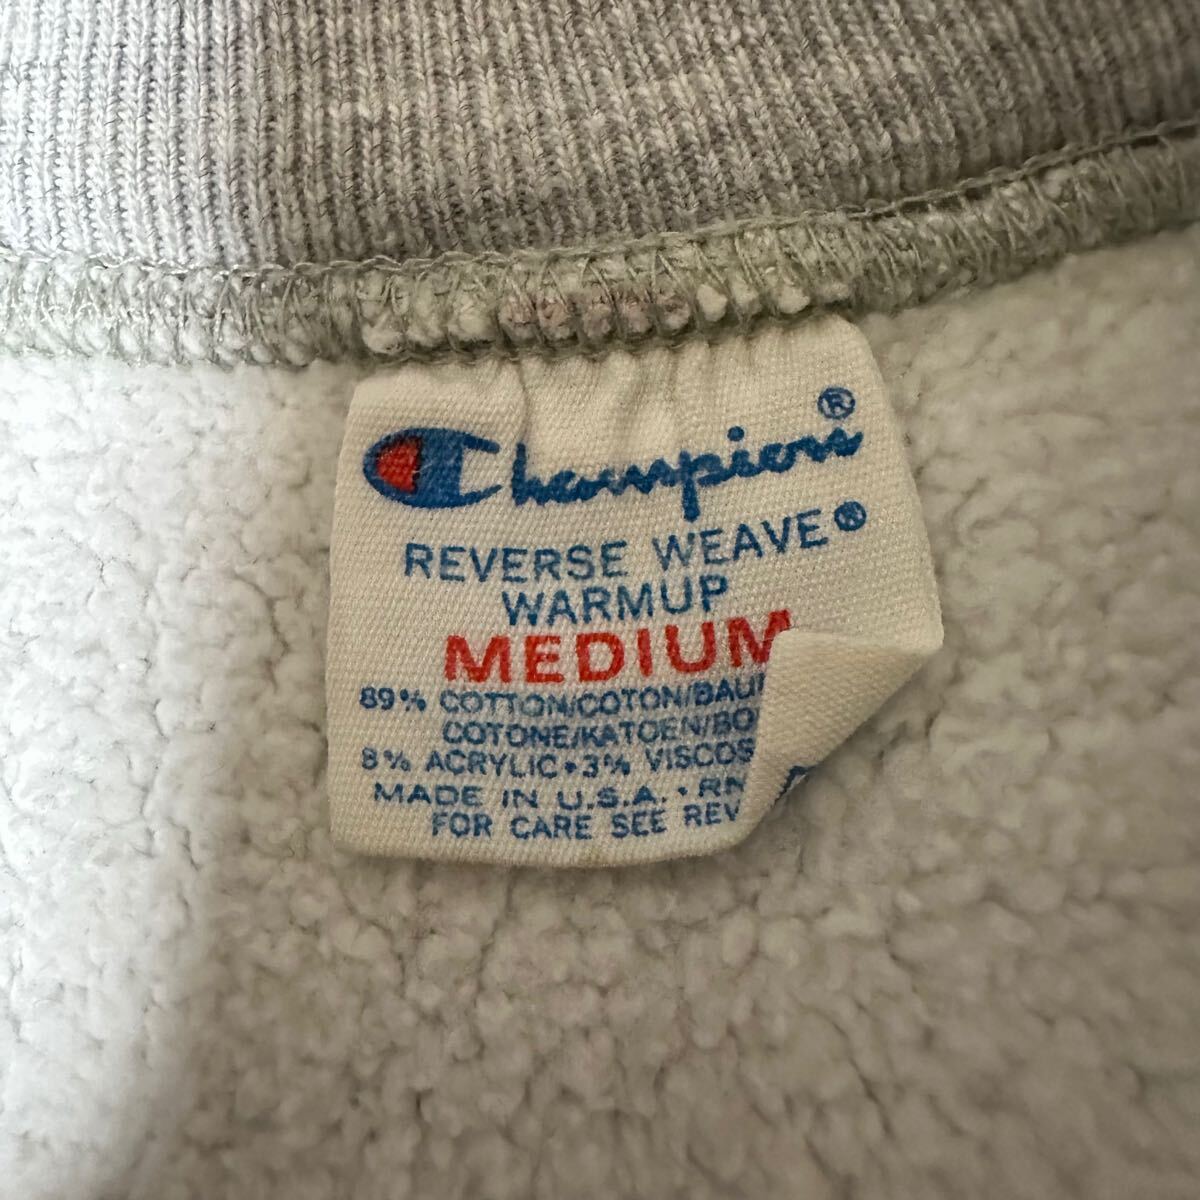 Champion®
REVERSE WEAVE®
WARMUP
MEDIUM
89% COTTON/COTON/BAU
COTONE/KATOEN/BO
8% ACRYLIC • 3% VISCOS
MADE IN U.S.A. • RN
FOR CARE SEE REV